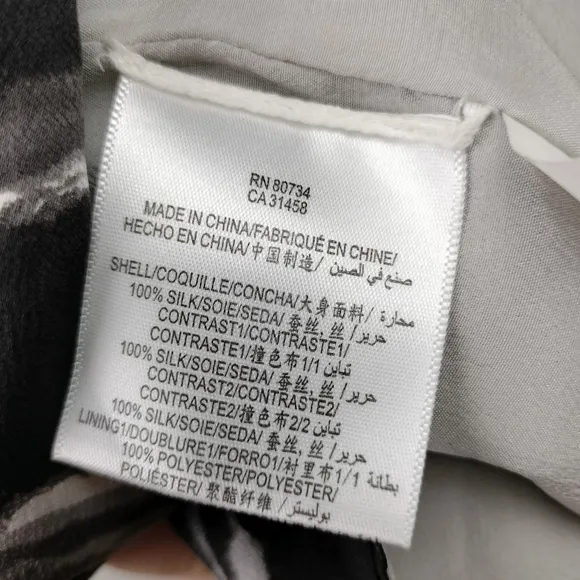 RN 80734
CA 31458
MADE IN CHINA/FABRIQUÉ EN CHINE/
HECHO EN CHINA/中国制造/ صنع في الصين
SHELL/COQUILLE/CONCHA/大身面料/ محارة
100% SILK/SOIE/SEDA/ 蚕丝, 丝 / حرير
CONTRAST1/CONTRASTE1/
CONTRASTE1/撞色布1/1 تباين
100% SILK/SOIE/SEDA/ 蚕丝, 丝 / حرير
CONTRAST2/CONTRASTE2/
CONTRASTE2/撞色布2/2 تباين
100% SILK/SOIE/SEDA/ 蚕丝, 丝 / حرير
LINING1/DOUBLURE1/FORRO1/衬里布1/1 بطانة
100% POLYESTER/POLYESTER/
POLIÉSTER/ 聚酯纤维 / بوليستر